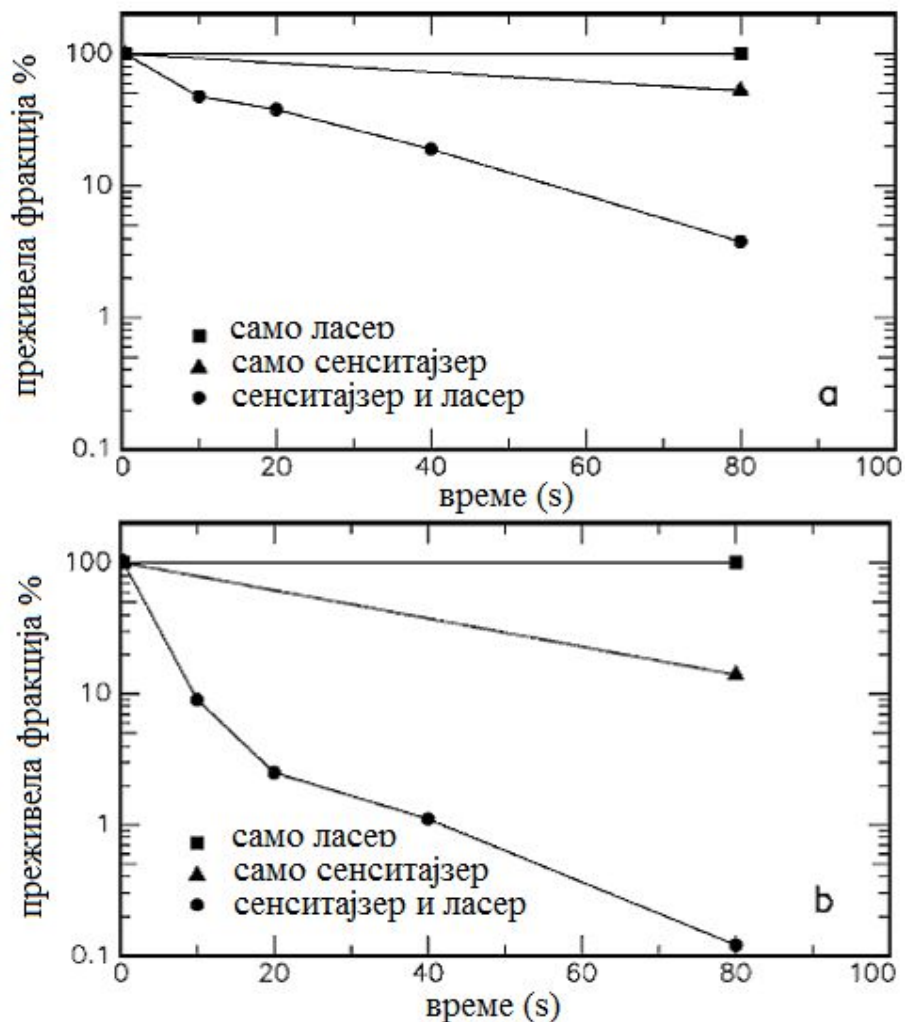 преживела фракција %
100
10
1
0.1
само ласер
само сенситајзер
сенситајзер и ласер
a
0 20 40 60 80 100
време (s)
преживела фракција %
100
10
1
0.1
само ласер
само сенситајзер
сенситајзер и ласер
b
0 20 40 60 80 100
време (s)